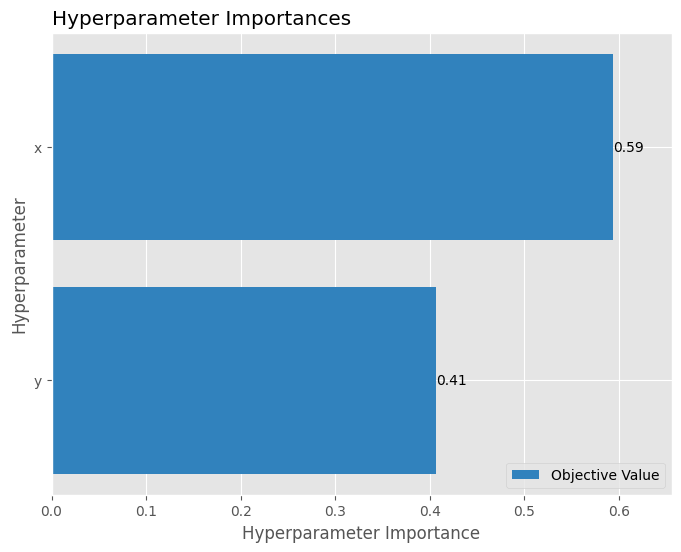 Hyperparameter Importances
Hyperparameter
x
0.59
y
0.41
Objective Value
0.0 0.1 0.2 0.3 0.4 0.5 0.6
Hyperparameter Importance